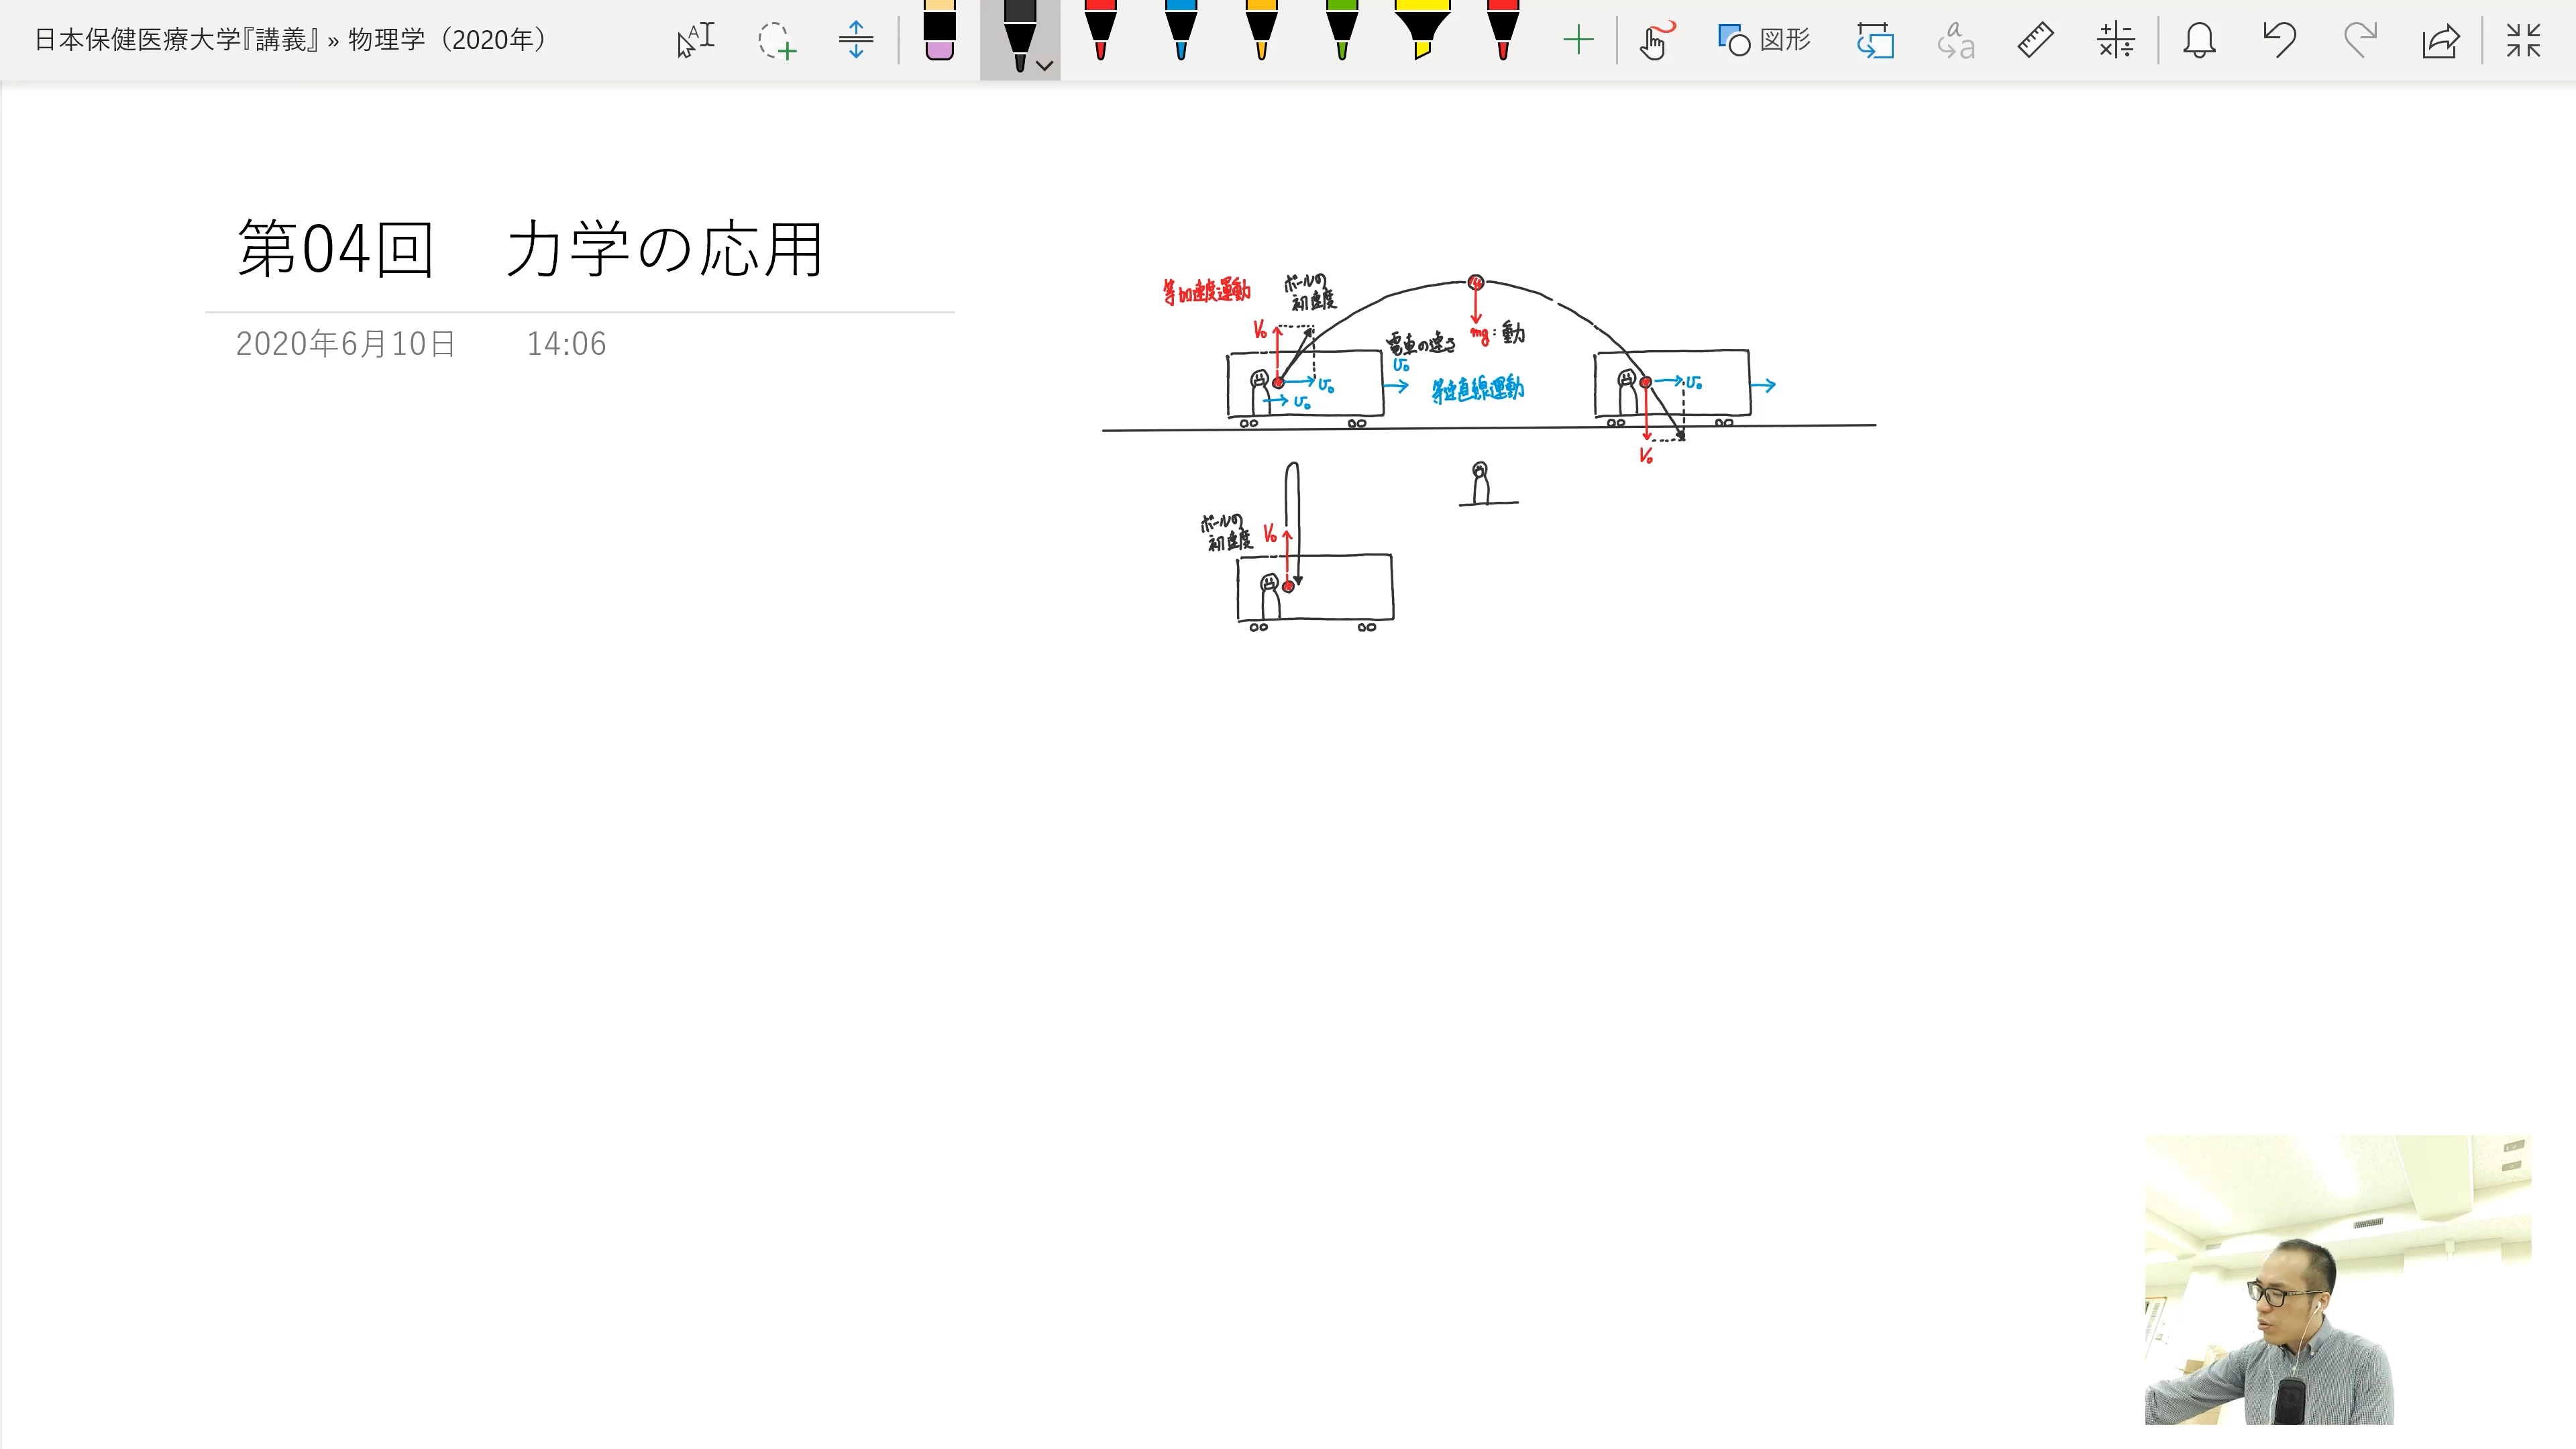 日本保健医療大学『講義』 » 物理学（2020年）
図形
第04回　力学の応用
2020年6月10日　14:06
等加速度運動
ボールの
初速度
V₀
mg : 動
電車の速さ
v₀
v₀
v₀
等速直線運動
v₀
V₀
ボールの
初速度
V₀